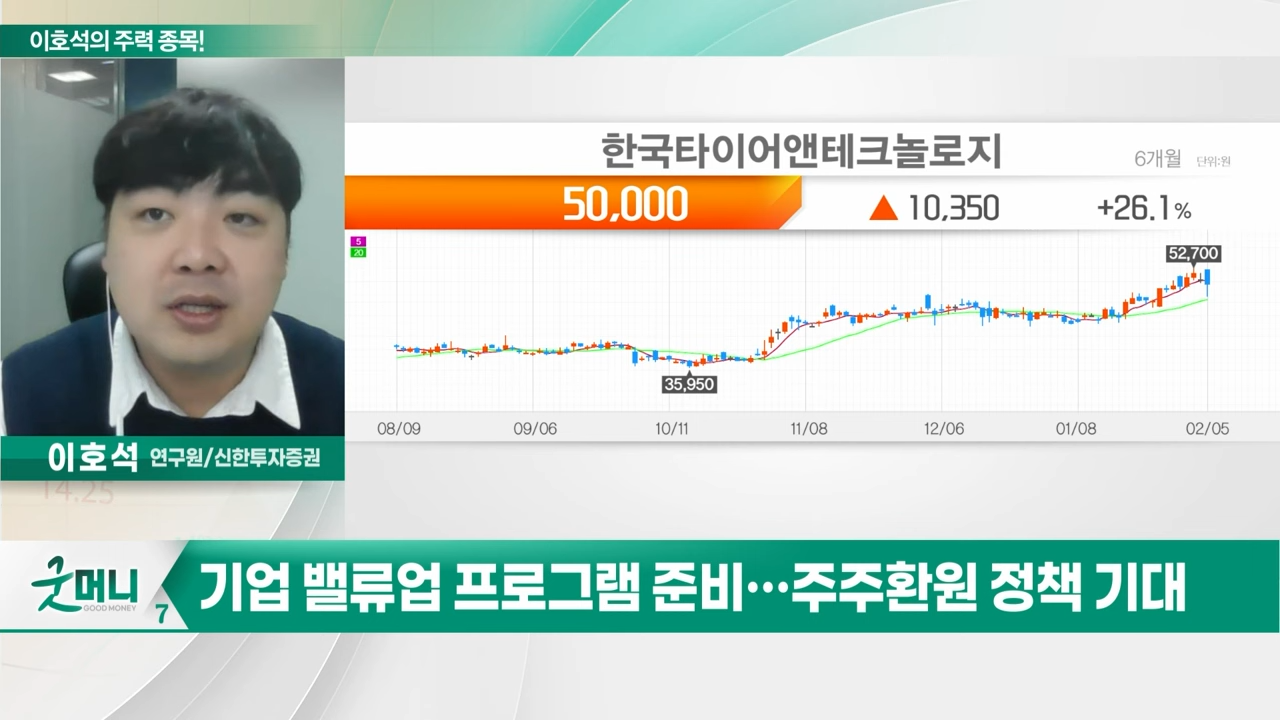 이호석의 주력 종목!
한국타이어앤테크놀로지
6개월 단위:원
50,000 ▲ 10,350 +26.1%
5
20
52,700
35,950
08/09 09/06 10/11 11/08 12/06 01/08 02/05
이호석 연구원/신한투자증권
14.25
굿머니
GOOD MONEY
7
기업 밸류업 프로그램 준비…주주환원 정책 기대